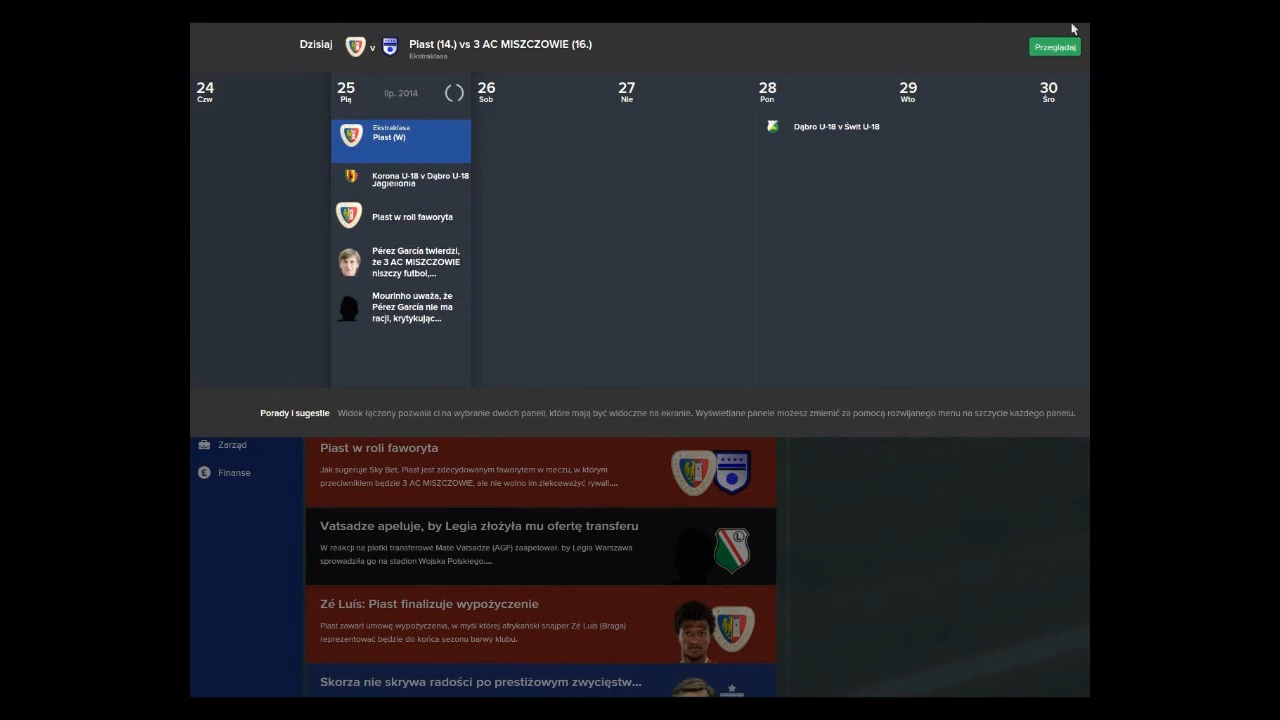 Dzisiaj
v
Piast (14.) vs 3 AC MISZCZOWIE (16.)
Ekstraklasa
Przeglądaj
24
Czw
25
Pią
lip. 2014
26
Sob
27
Nie
28
Pon
29
Wto
30
Śro
Ekstraklasa
Piast (W)
Korona U-18 v Dąbro U-18
Jagiellonia
Piast w roli faworyta
Pérez García twierdzi,
że 3 AC MISZCZOWIE
niszczy futbol,...
Mourinho uważa, że
Pérez García nie ma
racji, krytykując...
Dąbro U-18 v Świt U-18
Porady i sugestie
Widok łączony pozwala ci na wybranie dwóch paneli, które mają być widoczne na ekranie. Wyświetlane panele możesz zmienić za pomocą rozwijanego menu na szczycie każdego panelu.
Zarząd
Finanse
Piast w roli faworyta
Jak sugeruje Sky Bet, Piast jest zdecydowanym faworytem w meczu, w którym
przeciwnikiem będzie 3 AC MISZCZOWIE, ale nie wolno im zlekceważyć rywali....
Vatsadze apeluje, by Legia złożyła mu ofertę transferu
W reakcji na plotki transferowe Mate Vatsadze (AGF) zaapelował, by Legia Warszawa
sprowadziła go na stadion Wojska Polskiego....
Zé Luís: Piast finalizuje wypożyczenie
Piast zawarł umowę wypożyczenia, w myśl której afrykański snajper Zé Luís (Braga)
reprezentować będzie do końca sezonu barwy klubu.
Skorża nie skrywa radości po prestiżowym zwycięstw...